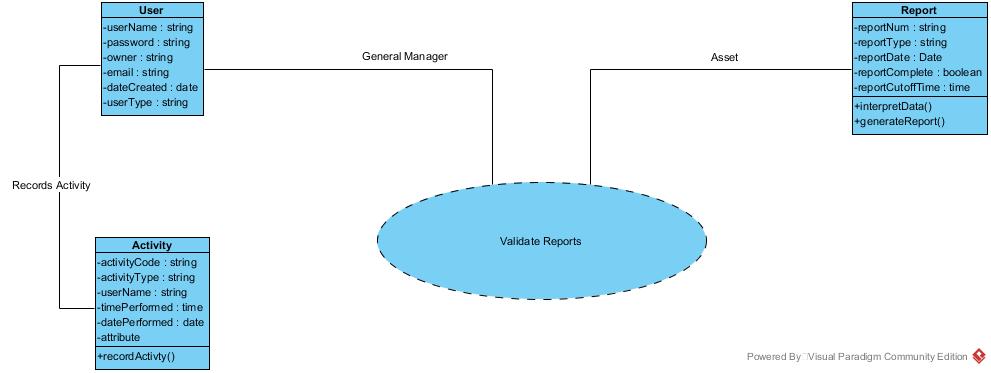 User
-userName : string
-password : string
-owner : string
-email : string
-dateCreated : date
-userType : string
General Manager
Asset
Report
-reportNum : string
-reportType : string
-reportDate : Date
-reportComplete : boolean
-reportCutoffTime : time
+interpretData()
+generateReport()
Records Activity
Validate Reports
Activity
-activityCode : string
-activityType : string
-userName : string
-timePerformed : time
-datePerformed : date
-attribute
+recordActivty()
Powered By Visual Paradigm Community Edition